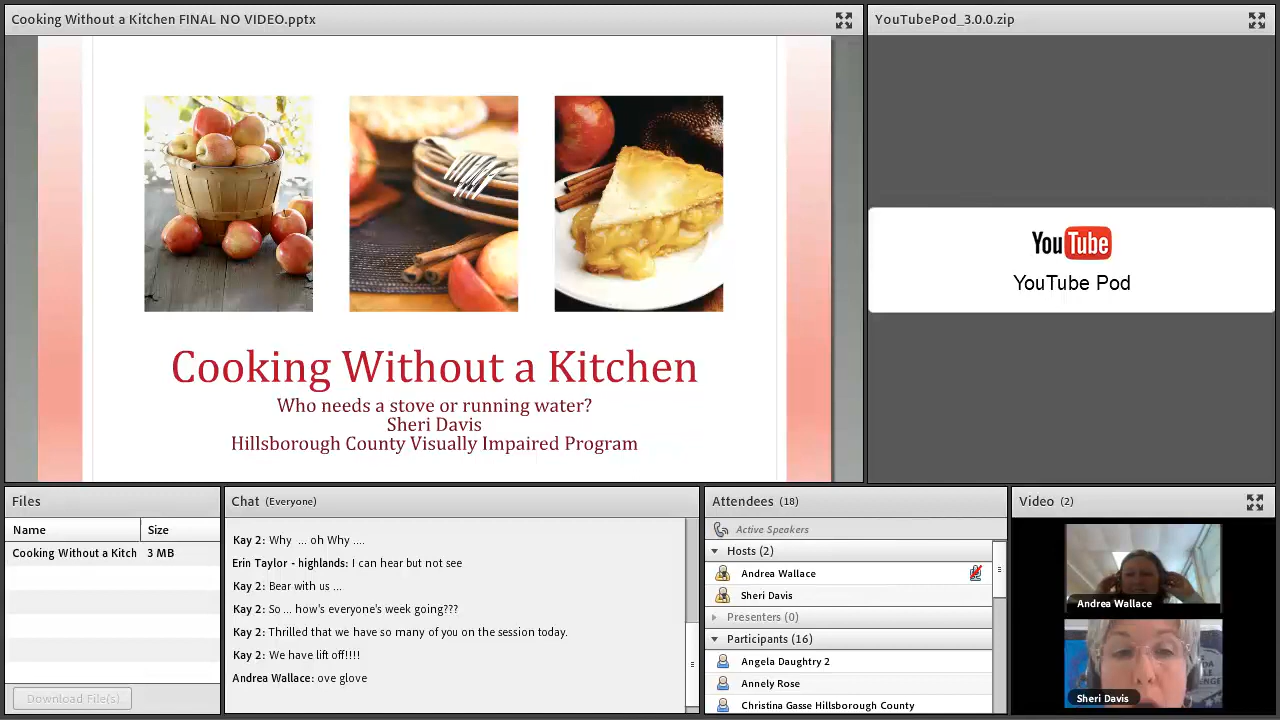 Cooking Without a Kitchen FINAL NO VIDEO.pptx
YouTubePod_3.0.0.zip
YouTube
YouTube Pod
Cooking Without a Kitchen
Who needs a stove or running water?
Sheri Davis
Hillsborough County Visually Impaired Program
Files
Name Size
Cooking Without a Kitch 3 MB
Download File(s)
Chat (Everyone)
Kay 2: Why ... oh Why ....
Erin Taylor - highlands: I can hear but not see
Kay 2: Bear with us ...
Kay 2: So ... how's everyone's week going???
Kay 2: Thrilled that we have so many of you on the session today.
Kay 2: We have lift off!!!!
Andrea Wallace: ove glove
Attendees (18)
Active Speakers
Hosts (2)
Andrea Wallace
Sheri Davis
Presenters (0)
Participants (16)
Angela Daughtry 2
Annely Rose
Christina Gasse Hillsborough County
Video (2)
Andrea Wallace
Sheri Davis